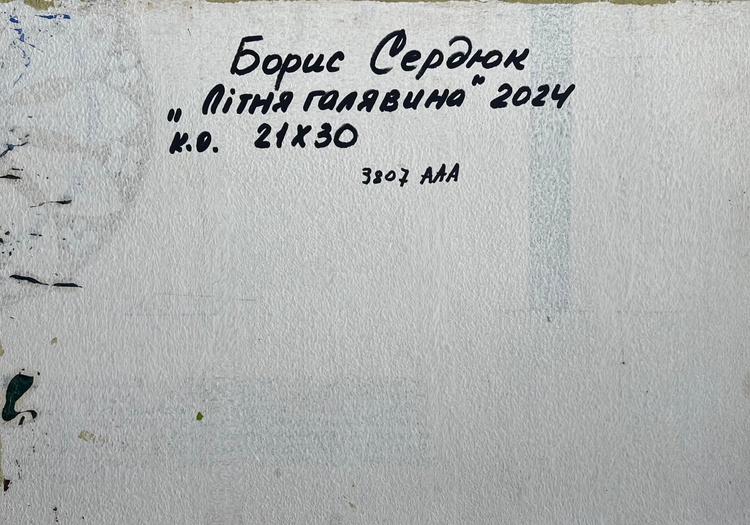 Борис Сердюк
„Літня галявина" 2024
к.о. 21х30
3807 ААА